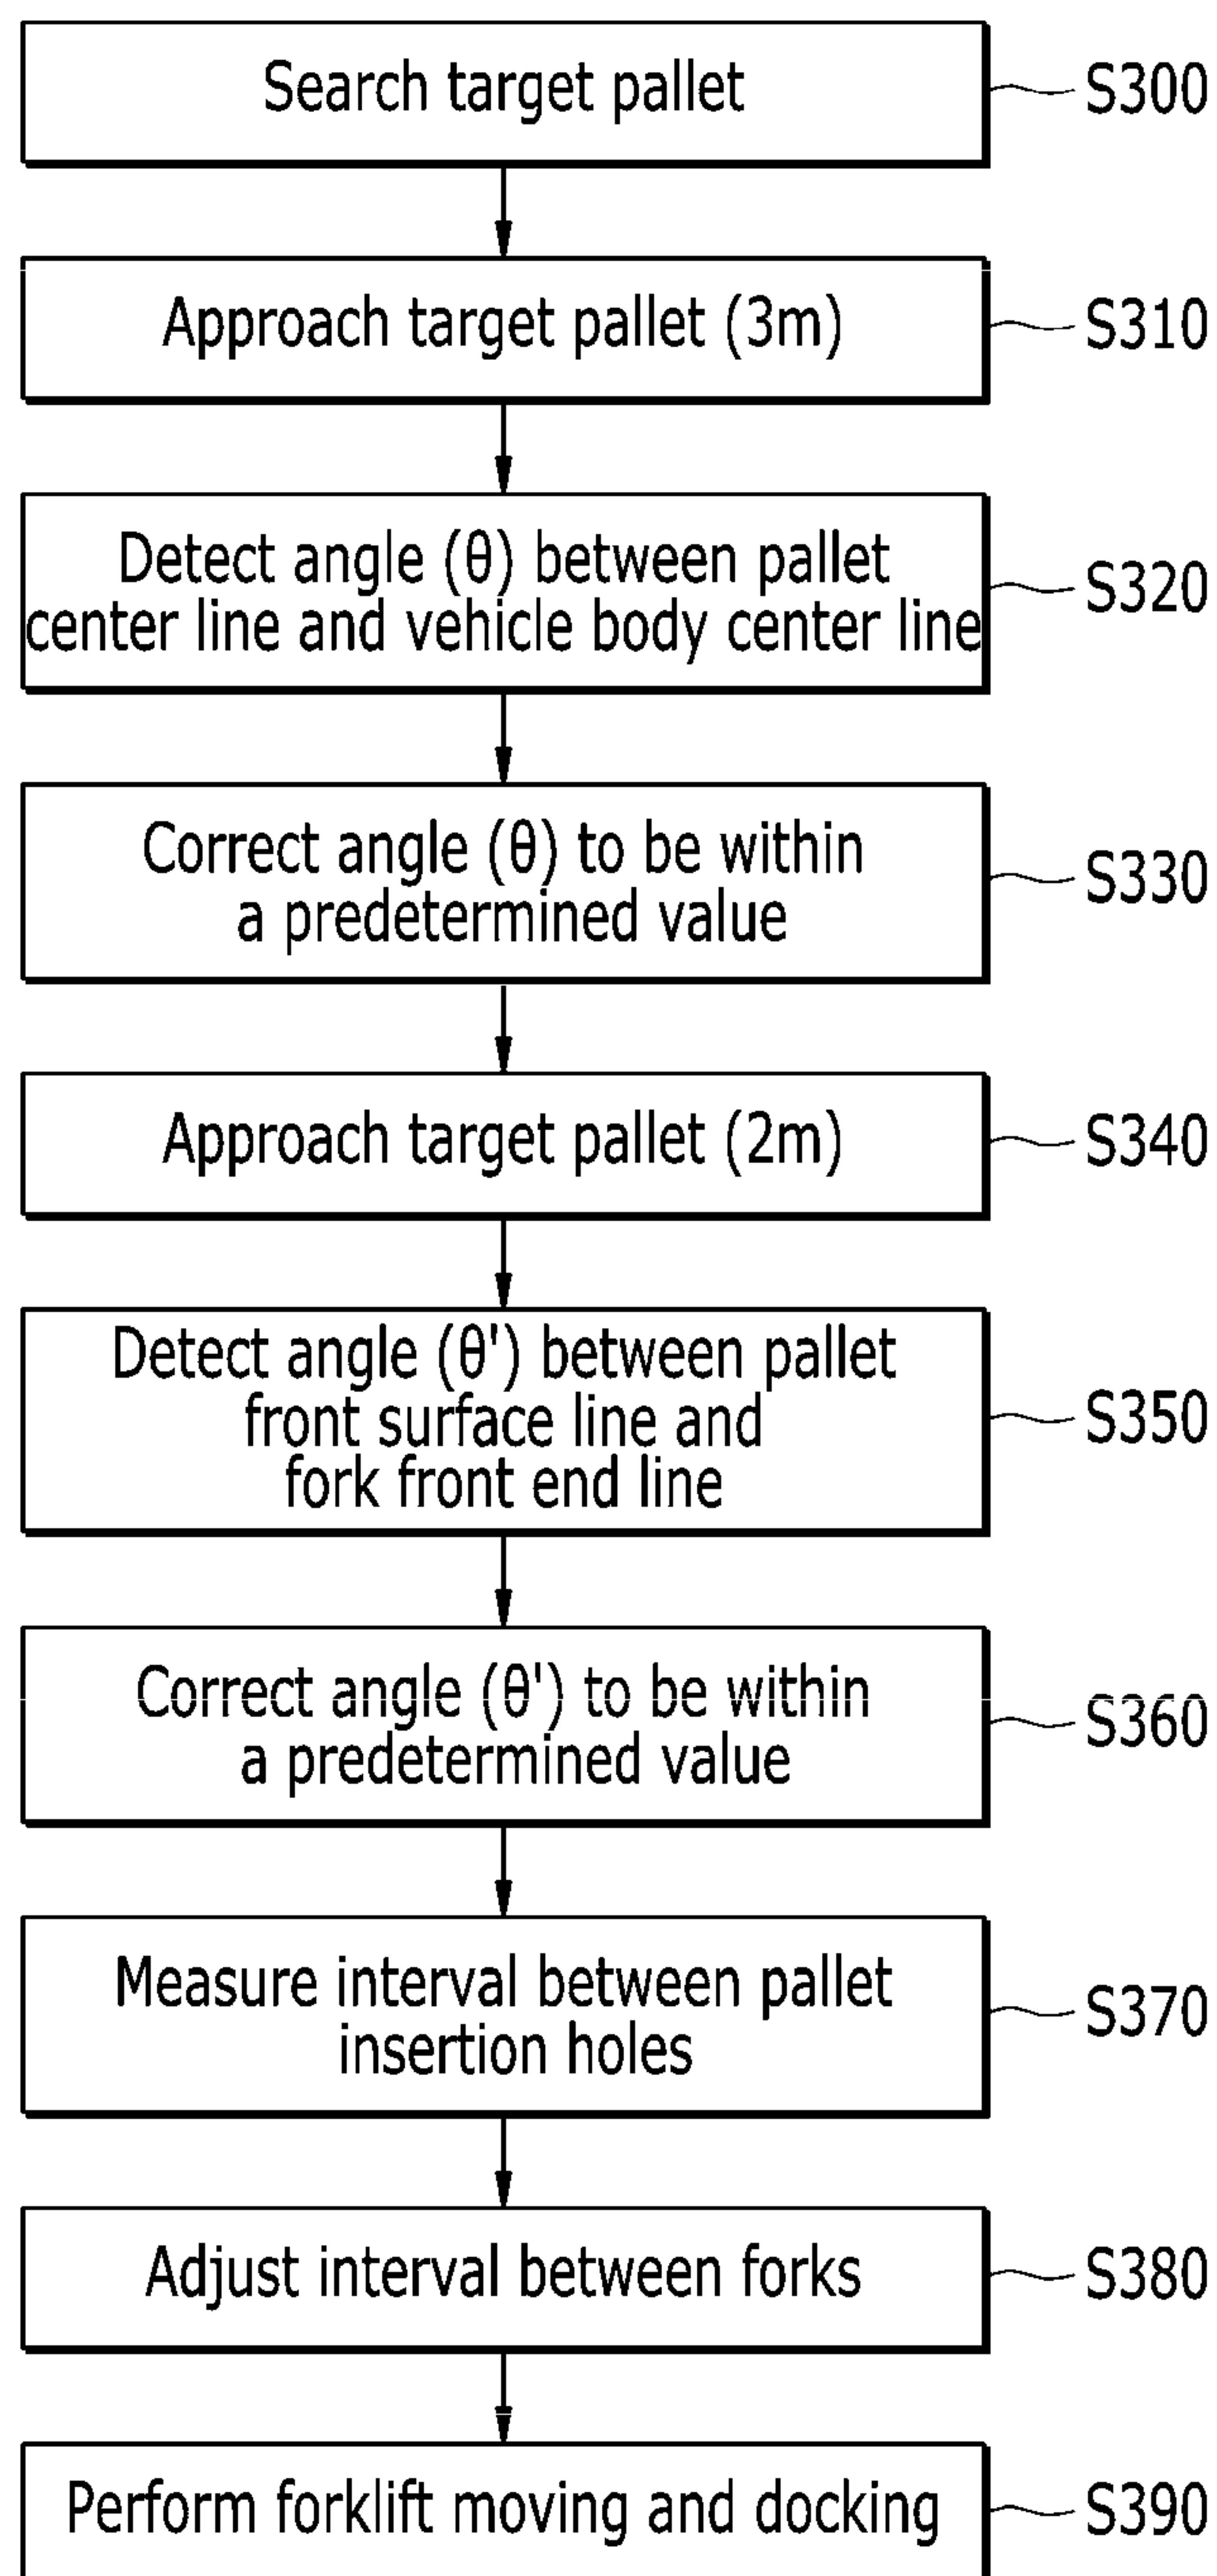 Search target pallet
S300
Approach target pallet (3m)
S310
Detect angle (θ) between pallet
center line and vehicle body center line
S320
Correct angle (θ) to be within
a predetermined value
S330
Approach target pallet (2m)
S340
Detect angle (θ') between pallet
front surface line and
fork front end line
S350
Correct angle (θ') to be within
a predetermined value
S360
Measure interval between pallet
insertion holes
S370
Adjust interval between forks
S380
Perform forklift moving and docking
S390